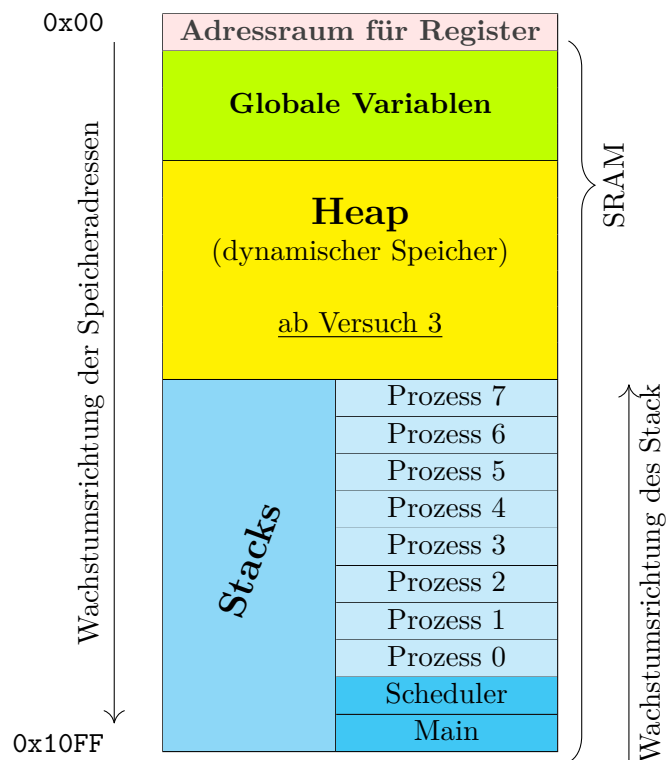 0x00
Adressraum für Register
Globale Variablen
Heap
(dynamischer Speicher)
ab Versuch 3
Stacks
Prozess 7
Prozess 6
Prozess 5
Prozess 4
Prozess 3
Prozess 2
Prozess 1
Prozess 0
Scheduler
Main
0x10FF
Wachstumsrichtung der Speicheradressen
SRAM
Wachstumsrichtung des Stack